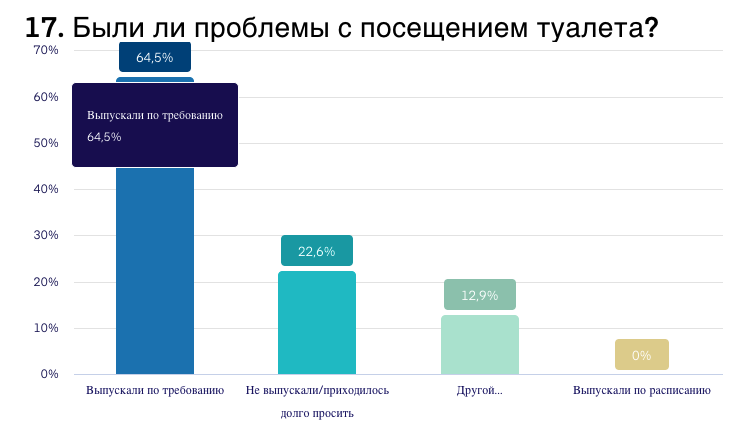 17. Были ли проблемы с посещением туалета?
70%
64,5%
60%
Выпускали по требованию
64,5%
50%
40%
30%
22,6%
20%
12,9%
10%
0%
0%
Выпускали по требованию
Не выпускали/приходилось
долго просить
Другой...
Выпускали по расписанию